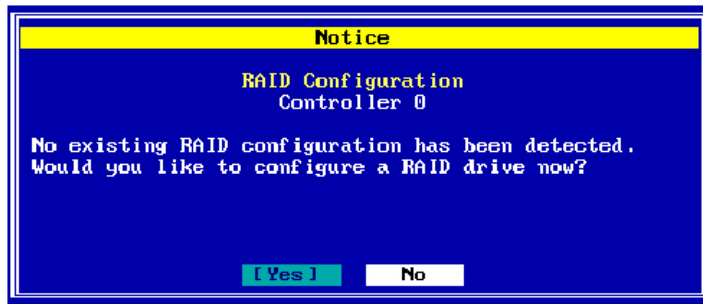 Notice
RAID Configuration
Controller 0
No existing RAID configuration has been detected.
Would you like to configure a RAID drive now?
[Yes] No